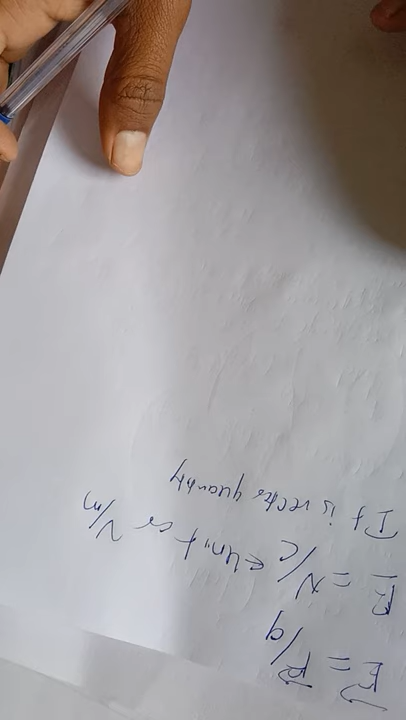 E⃗ = F⃗/q
E = N/C ← unit or V/m
It is vector quantity